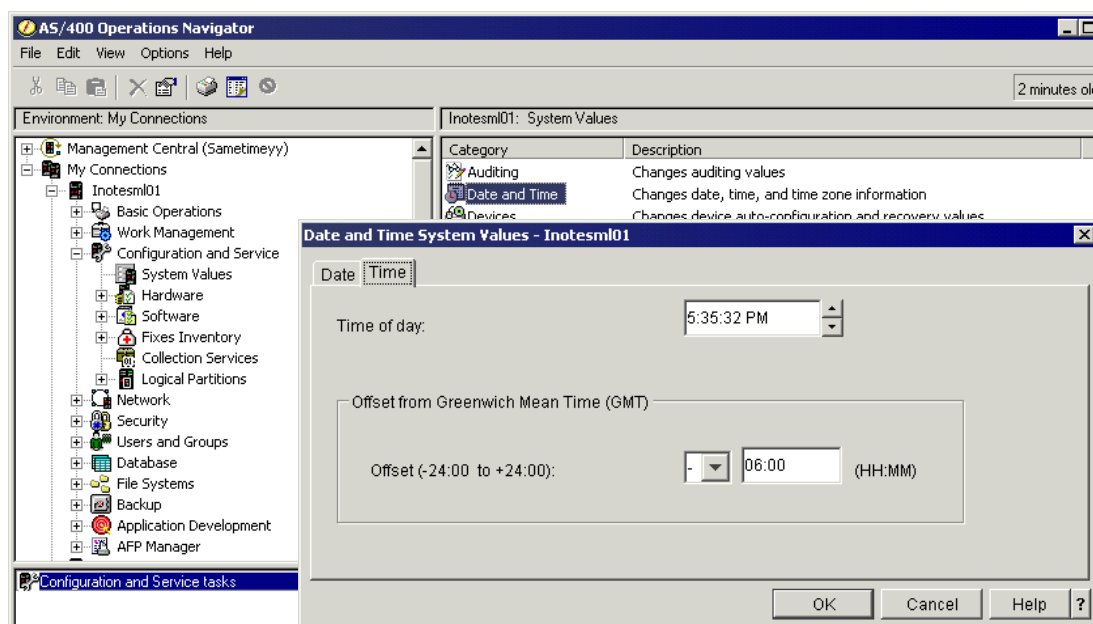 AS/400 Operations Navigator
File Edit View Options Help
2 minutes ol
Environment: My Connections
Inotesml01: System Values
Management Central (Sametimeyy)
My Connections
Inotesml01
Basic Operations
Work Management
Configuration and Service
System Values
Hardware
Software
Fixes Inventory
Collection Services
Logical Partitions
Network
Security
Users and Groups
Database
File Systems
Backup
Application Development
AFP Manager
Category Description
Auditing Changes auditing values
Date and Time Changes date, time, and time zone information
Devices Changes device auto-configuration and recovery values
Date and Time System Values - Inotesml01
Date Time
Time of day: 5:35:32 PM
Offset from Greenwich Mean Time (GMT)
Offset (-24:00 to +24:00): - 06:00 (HH:MM)
OK Cancel Help ?
Configuration and Service tasks